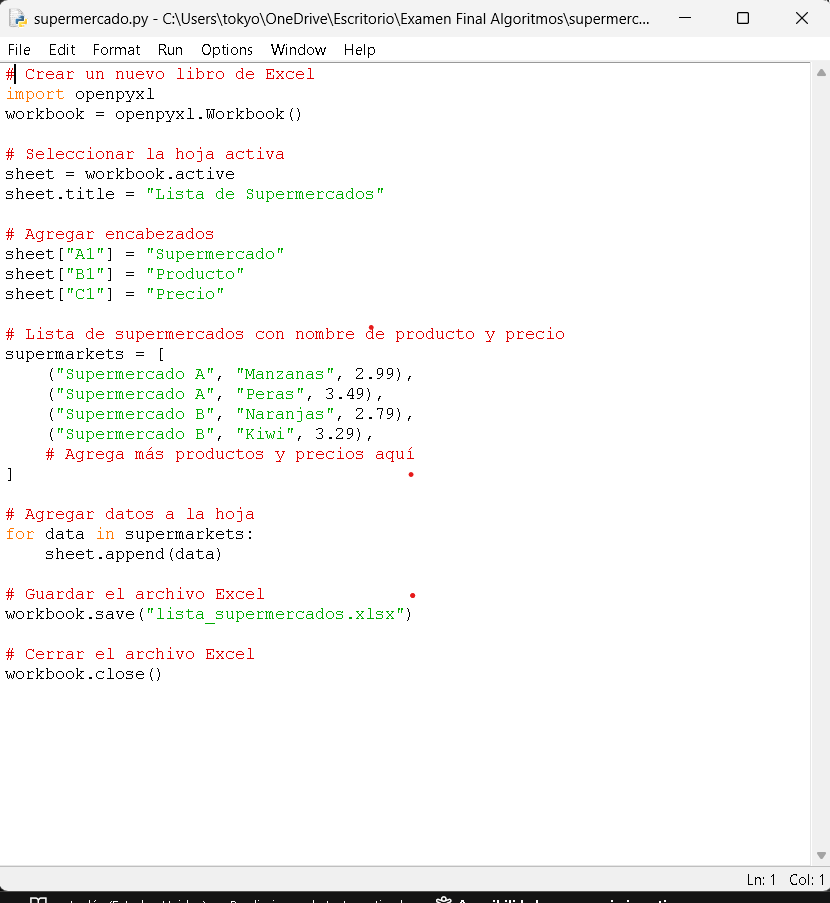 supermercado.py - C:\Users\tokyo\OneDrive\Escritorio\Examen Final Algoritmos\supermerc...
File Edit Format Run Options Window Help
# Crear un nuevo libro de Excel
import openpyxl
workbook = openpyxl.Workbook()

# Seleccionar la hoja activa
sheet = workbook.active
sheet.title = "Lista de Supermercados"

# Agregar encabezados
sheet["A1"] = "Supermercado"
sheet["B1"] = "Producto"
sheet["C1"] = "Precio"

# Lista de supermercados con nombre de producto y precio
supermarkets = [
    ("Supermercado A", "Manzanas", 2.99),
    ("Supermercado A", "Peras", 3.49),
    ("Supermercado B", "Naranjas", 2.79),
    ("Supermercado B", "Kiwi", 3.29),
    # Agrega más productos y precios aquí
]

# Agregar datos a la hoja
for data in supermarkets:
    sheet.append(data)

# Guardar el archivo Excel
workbook.save("lista_supermercados.xlsx")

# Cerrar el archivo Excel
workbook.close()
Ln: 1 Col: 1